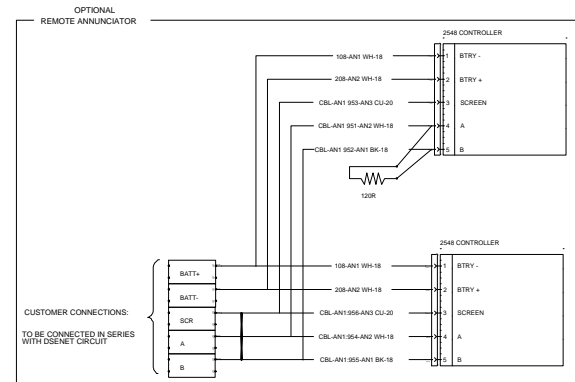 OPTIONAL
REMOTE ANNUNCIATOR
2548 CONTROLLER
108-AN1 WH-18
1
BTRY -
208-AN2 WH-18
2
BTRY +
CBL-AN1 953-AN3 CU-20
3
SCREEN
CBL-AN1 951-AN2 WH-18
4
A
CBL-AN1 952-AN1 BK-18
5
B
120R
2548 CONTROLLER
BATT+
108-AN1 WH-18
1
BTRY -
BATT-
208-AN2 WH-18
2
BTRY +
CUSTOMER CONNECTIONS:
SCR
CBL-AN1:956-AN3 CU-20
3
SCREEN
TO BE CONNECTED IN SERIES
WITH DSENET CIRCUIT
A
CBL-AN1:954-AN2 WH-18
4
A
B
CBL-AN1:955-AN1 BK-18
5
B